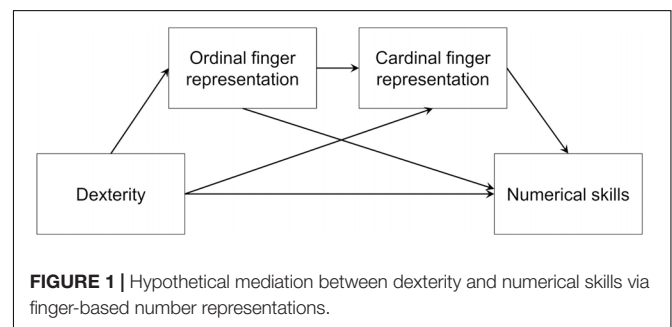 Ordinal finger
representation
Cardinal finger
representation
Dexterity
Numerical skills
FIGURE 1 | Hypothetical mediation between dexterity and numerical skills via
finger-based number representations.